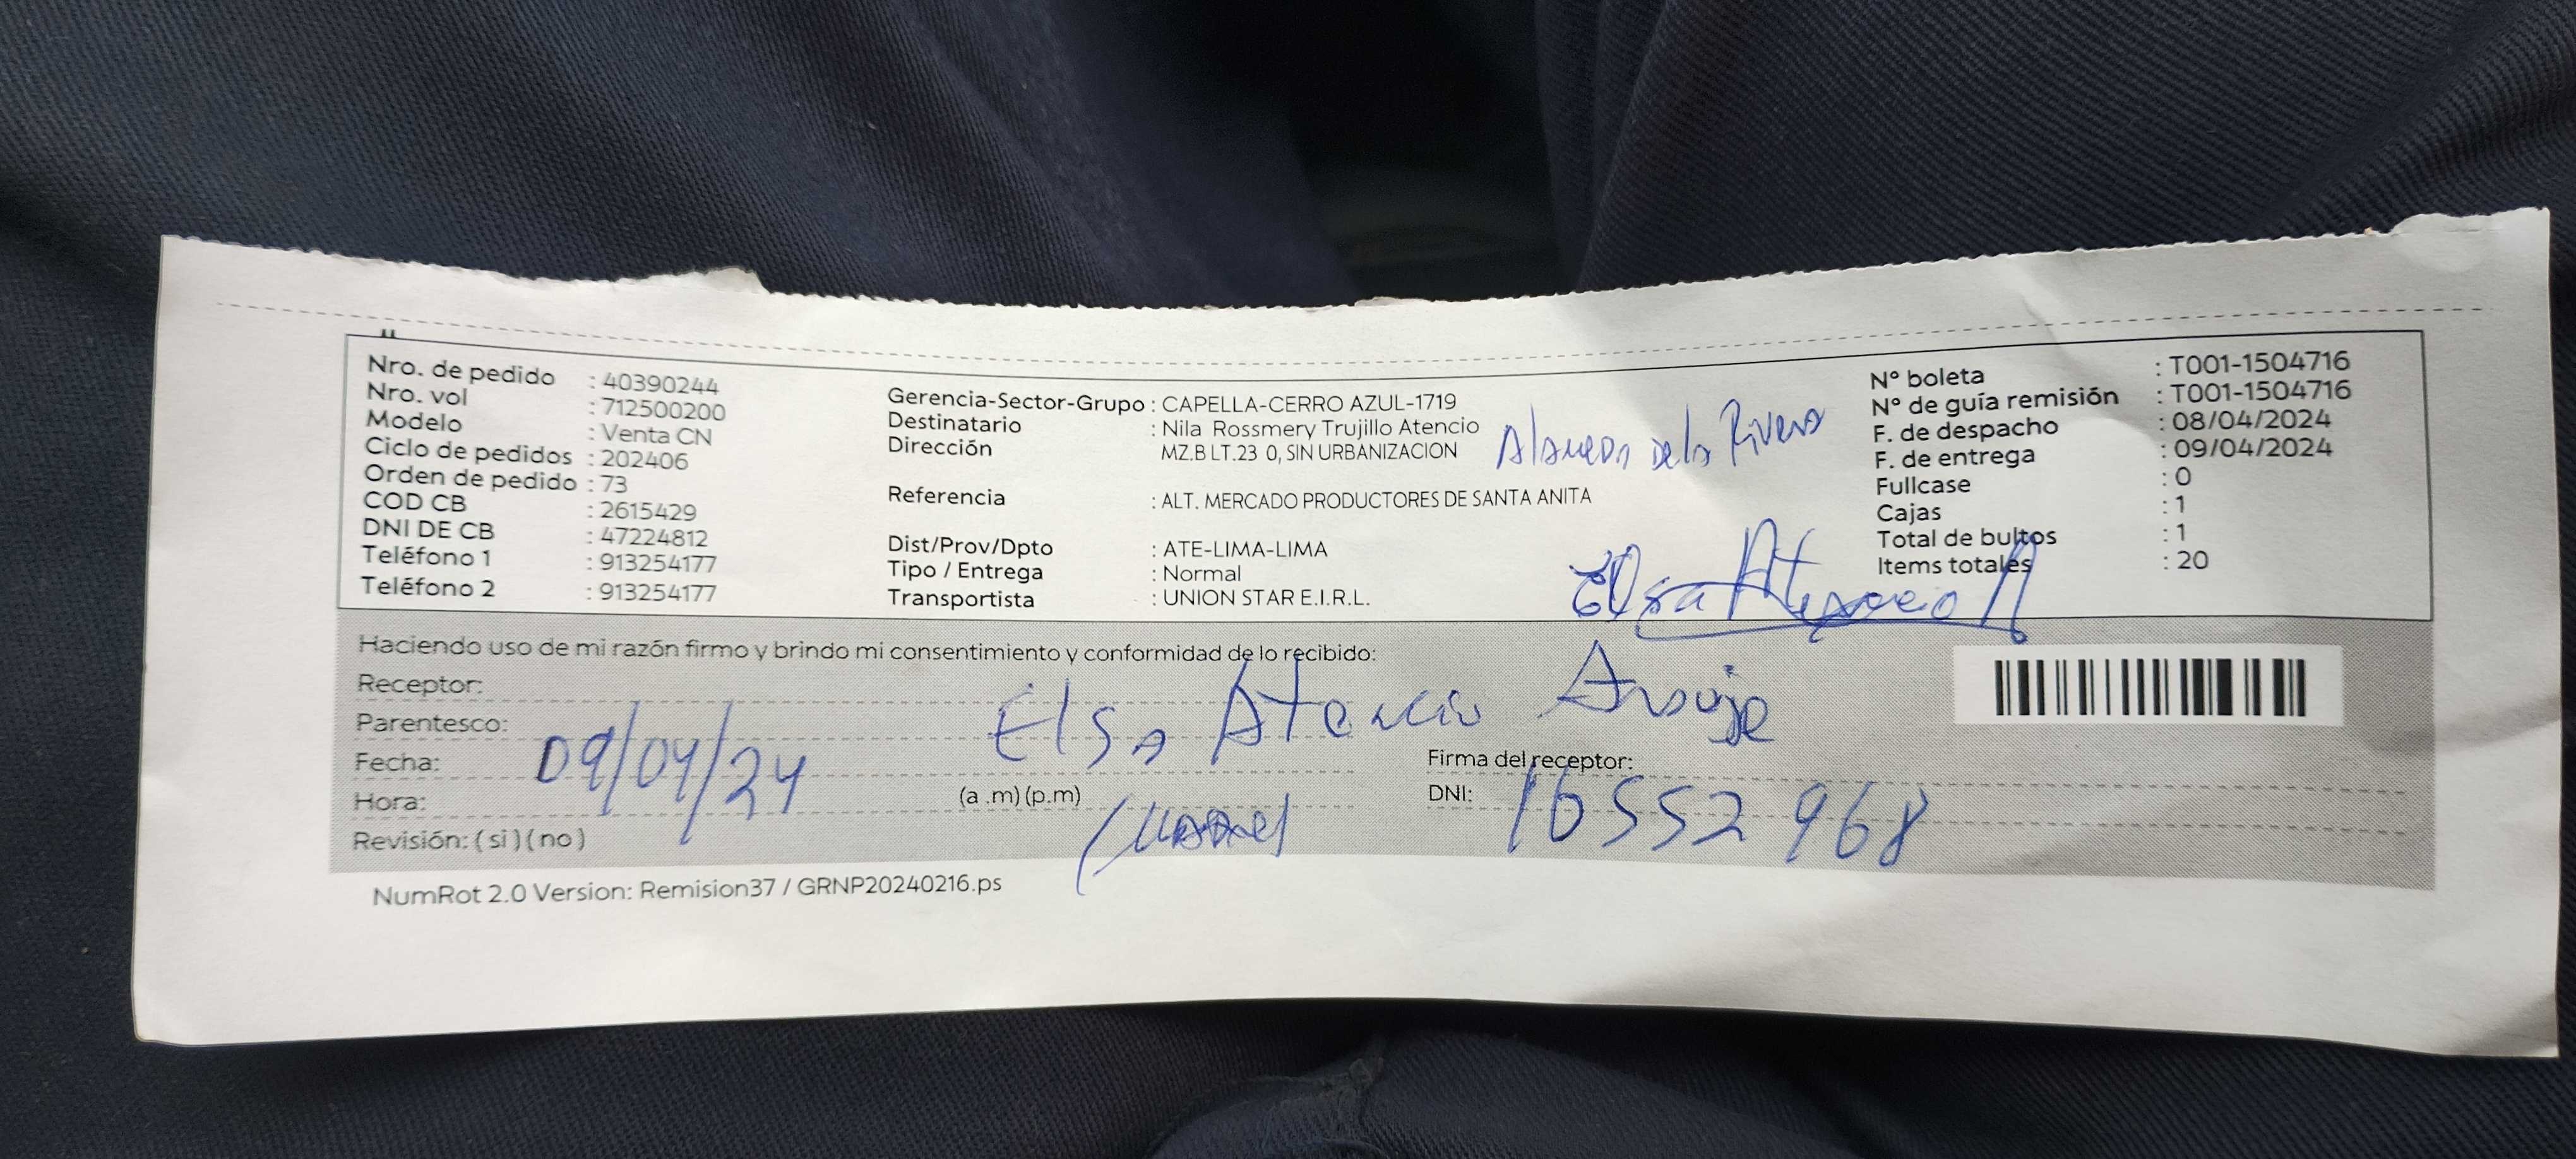 Nro. de pedido : 40390244
Nro. vol : 712500200
Modelo : Venta CN
Ciclo de pedidos : 202406
Orden de pedido : 73
COD CB : 2615429
DNI DE CB : 47224812
Teléfono 1 : 913254177
Teléfono 2 : 913254177
Gerencia-Sector-Grupo : CAPELLA-CERRO AZUL-1719
Destinatario : Nila Rossmery Trujillo Atencio
Dirección MZ.B LT.23 0, SIN URBANIZACION
Alameda de la Rivera
Referencia : ALT. MERCADO PRODUCTORES DE SANTA ANITA
Dist/Prov/Dpto : ATE-LIMA-LIMA
Tipo / Entrega : Normal
Transportista : UNION STAR E.I.R.L.
N° boleta : T001-1504716
N° de guía remisión : T001-1504716
F. de despacho : 08/04/2024
F. de entrega : 09/04/2024
Fullcase : 0
Cajas : 1
Total de bultos : 1
Items totales : 20
Elsa Atencio A
Haciendo uso de mi razón firmo y brindo mi consentimiento y conformidad de lo recibido:
Receptor:
Elsa Atencio Araujo
Parentesco:
Fecha: 09/04/24
Firma del receptor:
Hora: (a .m) (p.m)
DNI: 16552968
Revisión: ( si ) ( no )
NumRot 2.0 Version: Remision37 / GRNP20240216.ps